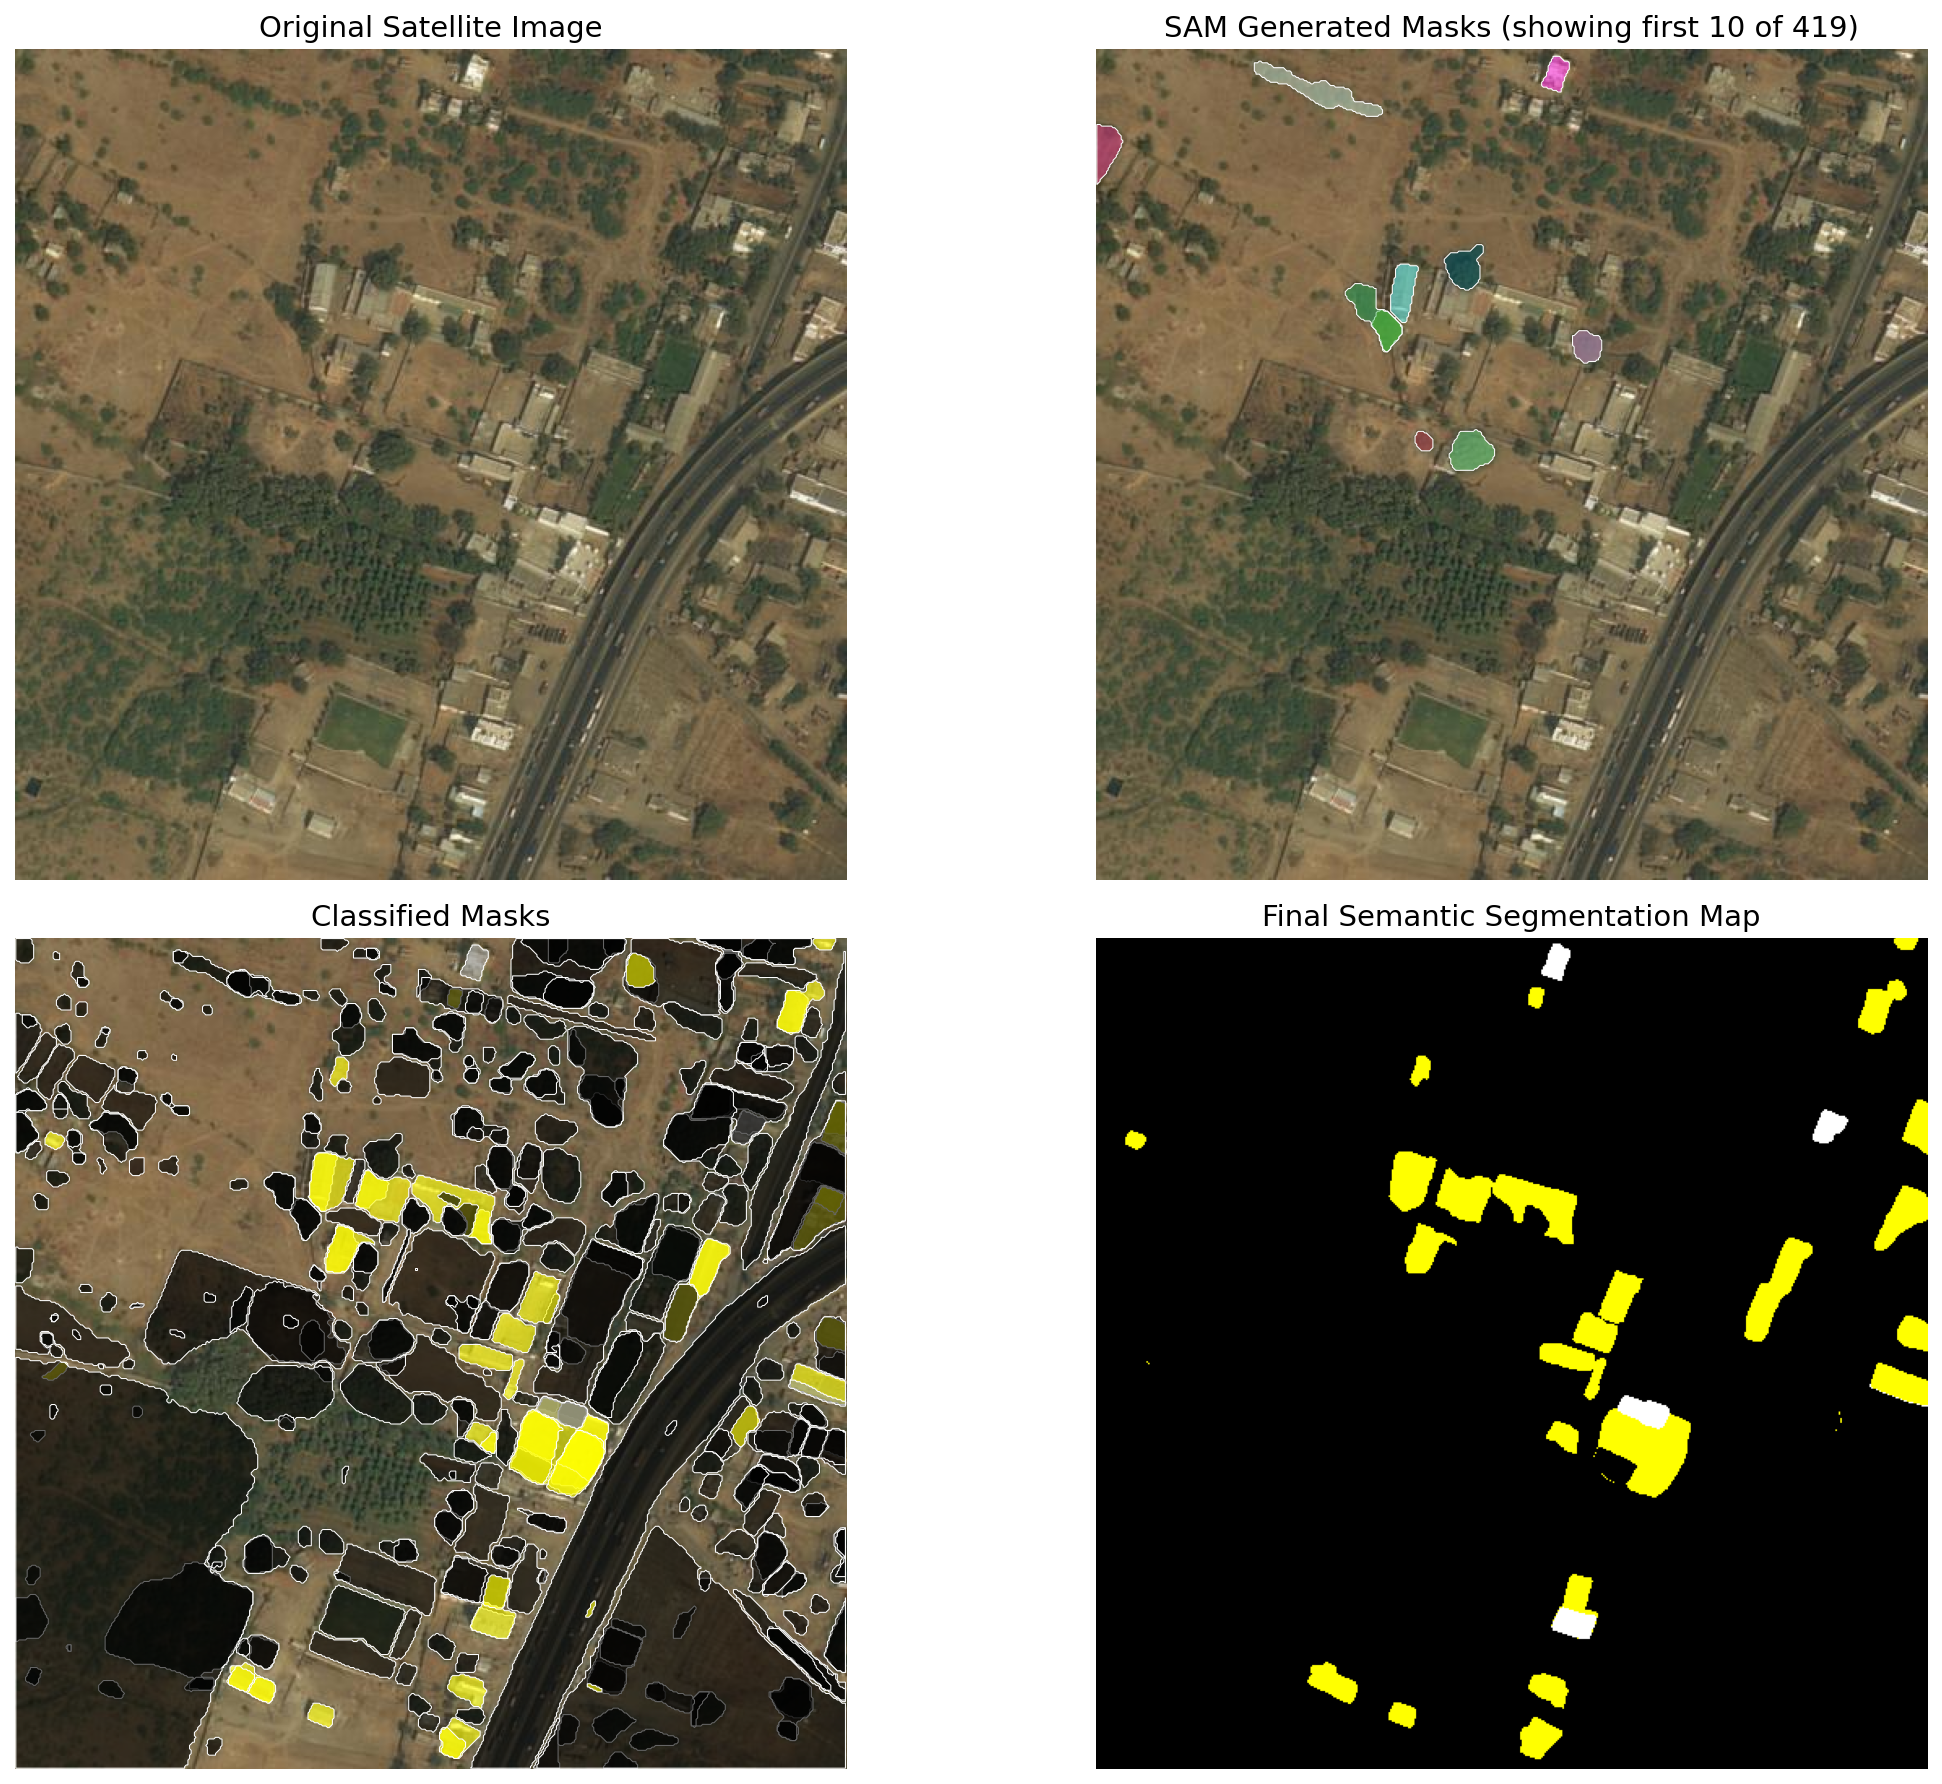 Original Satellite Image
SAM Generated Masks (showing first 10 of 419)
Classified Masks
Final Semantic Segmentation Map